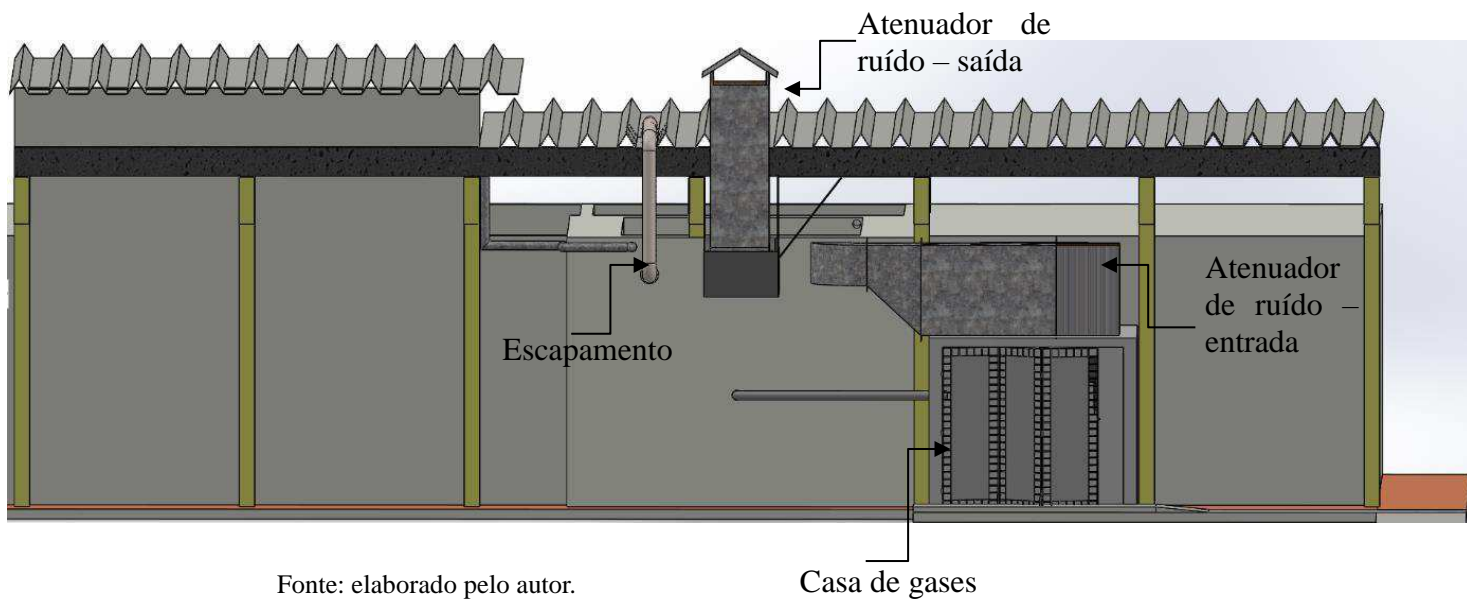 Atenuador de
ruído – saída
Atenuador
de ruído –
entrada
Escapamento
Casa de gases
Fonte: elaborado pelo autor.